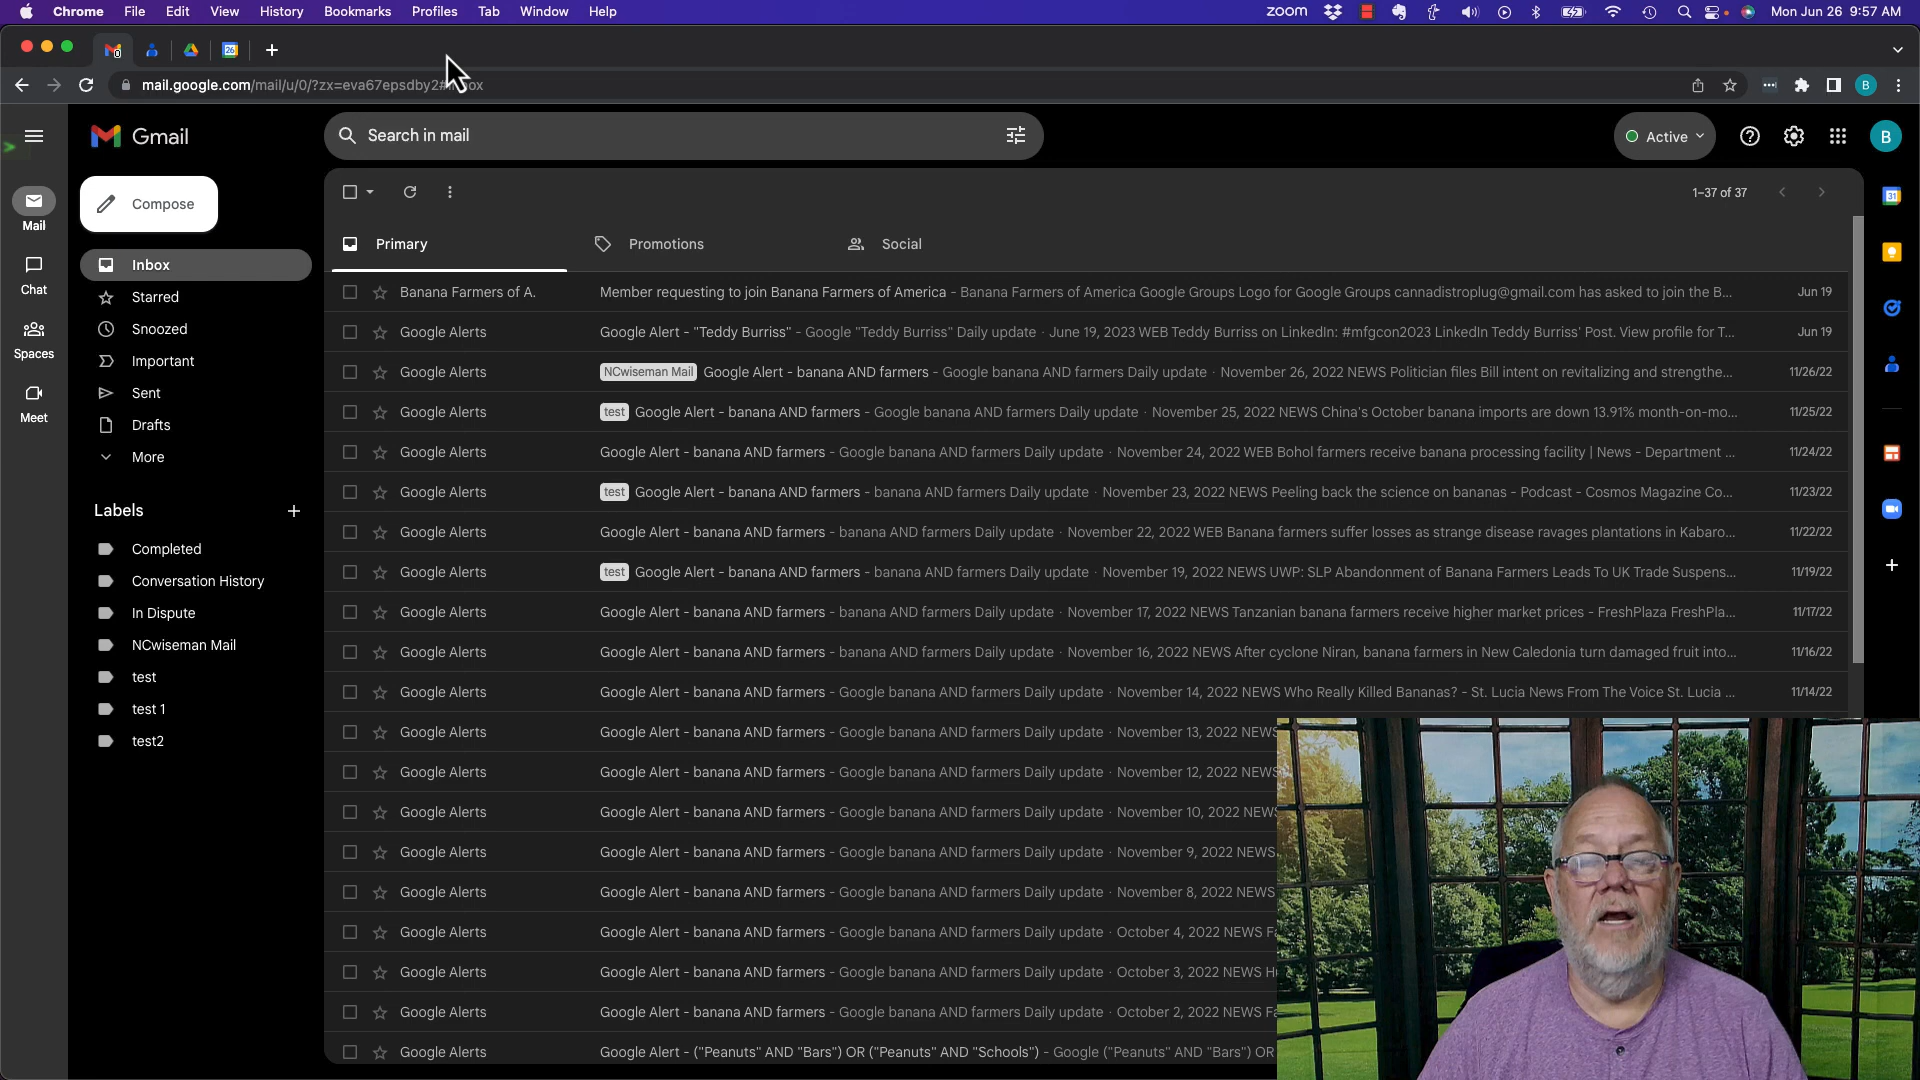 Chrome File Edit View History Bookmarks Profiles Tab Window Help zoom Mon Jun 26 9:57 AM
mail.google.com/mail/u/0/?zx=eva67epsdby2#
Gmail Search in mail Active B
Mail
Chat
Spaces
Meet
Compose
Inbox
Starred
Snoozed
Important
Sent
Drafts
More
Labels
Completed
Conversation History
In Dispute
NCwiseman Mail
test
test 1
test2
1–37 of 37
Primary Promotions Social
Banana Farmers of A. Member requesting to join Banana Farmers of America - Banana Farmers of America Google Groups Logo for Google Groups cannadistroplug@gmail.com has asked to join the B... Jun 19
Google Alerts Google Alert - "Teddy Burriss" - Google "Teddy Burriss" Daily update · June 19, 2023 WEB Teddy Burriss on LinkedIn: #mfgcon2023 LinkedIn Teddy Burriss' Post. View profile for T... Jun 19
Google Alerts NCwiseman Mail Google Alert - banana AND farmers - Google banana AND farmers Daily update · November 26, 2022 NEWS Politician files Bill intent on revitalizing and strengthe... 11/26/22
Google Alerts test Google Alert - banana AND farmers - Google banana AND farmers Daily update · November 25, 2022 NEWS China's October banana imports are down 13.91% month-on-mo... 11/25/22
Google Alerts Google Alert - banana AND farmers - Google banana AND farmers Daily update · November 24, 2022 WEB Bohol farmers receive banana processing facility | News - Department ... 11/24/22
Google Alerts test Google Alert - banana AND farmers - banana AND farmers Daily update · November 23, 2022 NEWS Peeling back the science on bananas - Podcast - Cosmos Magazine Co... 11/23/22
Google Alerts Google Alert - banana AND farmers - banana AND farmers Daily update · November 22, 2022 WEB Banana farmers suffer losses as strange disease ravages plantations in Kabaro... 11/22/22
Google Alerts test Google Alert - banana AND farmers - banana AND farmers Daily update · November 19, 2022 NEWS UWP: SLP Abandonment of Banana Farmers Leads To UK Trade Suspens... 11/19/22
Google Alerts Google Alert - banana AND farmers - banana AND farmers Daily update · November 17, 2022 NEWS Tanzanian banana farmers receive higher market prices - FreshPlaza FreshPla... 11/17/22
Google Alerts Google Alert - banana AND farmers - banana AND farmers Daily update · November 16, 2022 NEWS After cyclone Niran, banana farmers in New Caledonia turn damaged fruit into... 11/16/22
Google Alerts Google Alert - banana AND farmers - Google banana AND farmers Daily update · November 14, 2022 NEWS Who Really Killed Bananas? - St. Lucia News From The Voice St. Lucia ... 11/14/22
Google Alerts Google Alert - banana AND farmers - Google banana AND farmers Daily update · November 13, 2022 NEWS
Google Alerts Google Alert - banana AND farmers - Google banana AND farmers Daily update · November 12, 2022 NEWS
Google Alerts Google Alert - banana AND farmers - Google banana AND farmers Daily update · November 10, 2022 NEWS
Google Alerts Google Alert - banana AND farmers - Google banana AND farmers Daily update · November 9, 2022 NEWS
Google Alerts Google Alert - banana AND farmers - Google banana AND farmers Daily update · November 8, 2022 NEWS
Google Alerts Google Alert - banana AND farmers - Google banana AND farmers Daily update · October 4, 2022 NEWS
Google Alerts Google Alert - banana AND farmers - Google banana AND farmers Daily update · October 3, 2022 NEWS
Google Alerts Google Alert - banana AND farmers - Google banana AND farmers Daily update · October 2, 2022 NEWS
Google Alerts Google Alert - ("Peanuts" AND "Bars") OR ("Peanuts" AND "Schools") - Google ("Peanuts" AND "Bars") OR